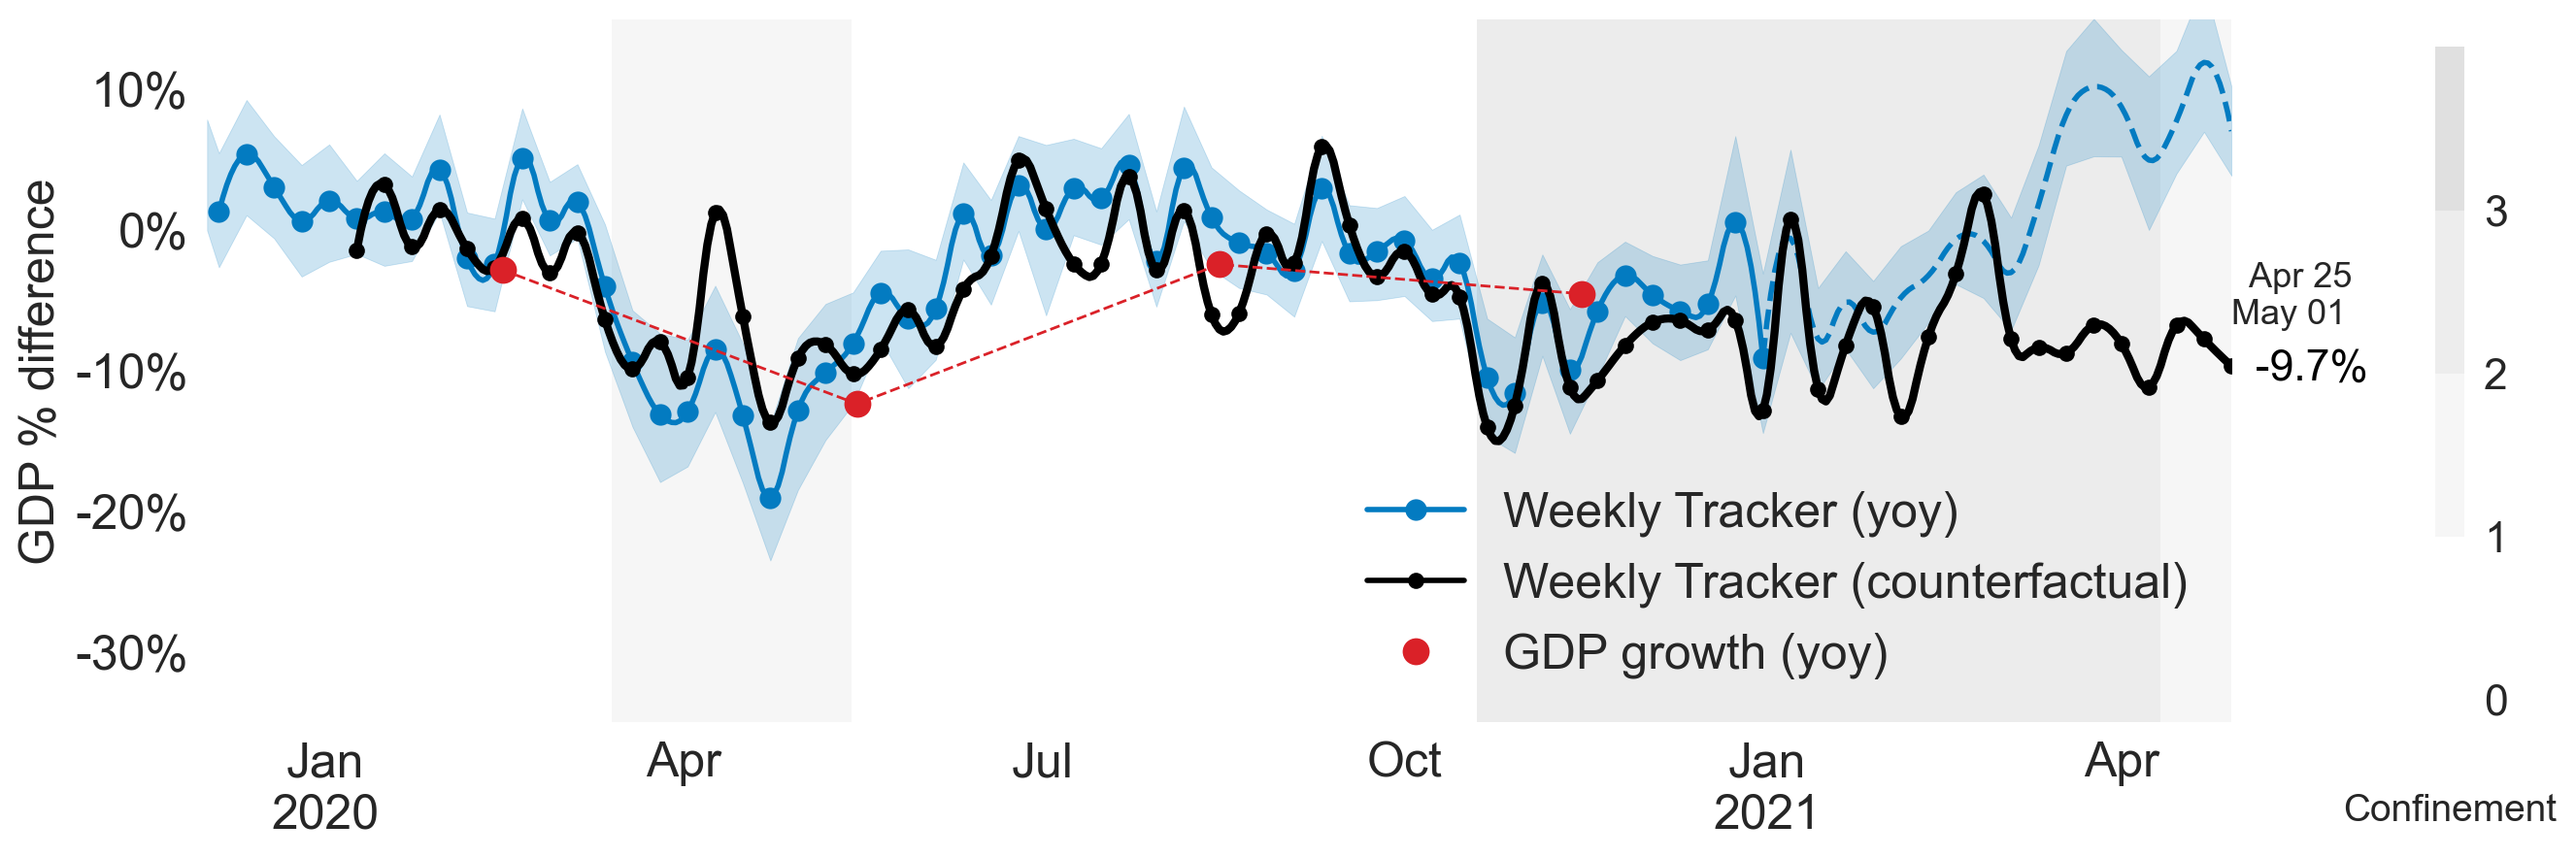 GDP % difference
10%
0%
-10%
-20%
-30%
Jan
2020
Apr
Jul
Oct
Jan
2021
Apr
Weekly Tracker (yoy)
Weekly Tracker (counterfactual)
GDP growth (yoy)
Apr 25
May 01
-9.7%
3
2
1
0
Confinement